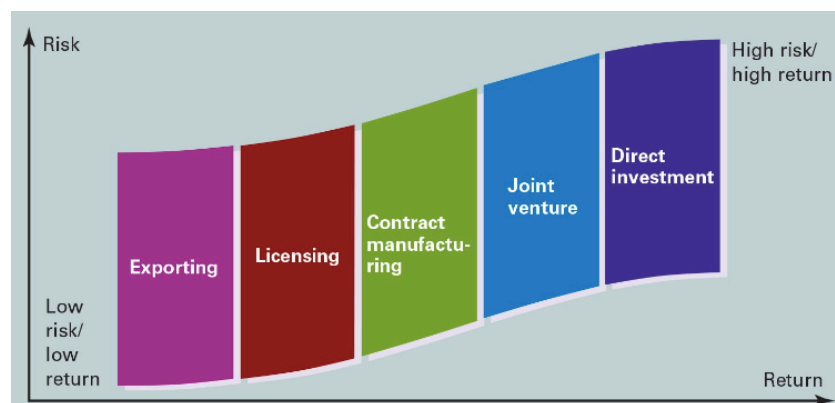 Risk
High risk/
high return
Direct
investment
Joint
venture
Contract
manufactu-
ring
Licensing
Exporting
Low
risk/
low
return
Return